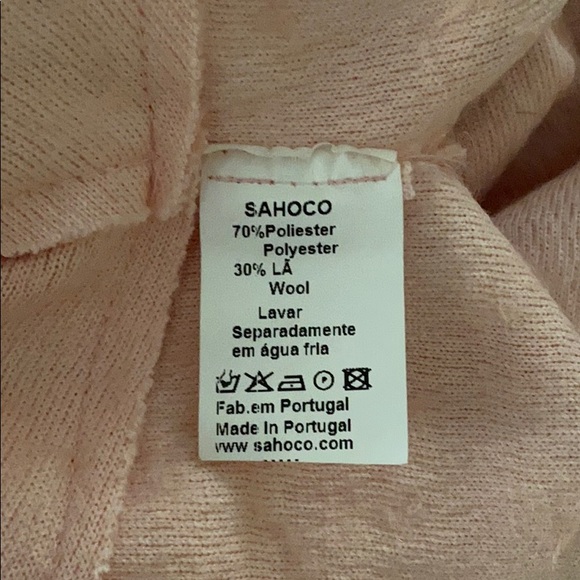 SAHOCO
70%Poliester
Polyester
30% LÃ
Wool
Lavar
Separadamente
em água fria
Fab.em Portugal
Made In Portugal
www sahoco.com